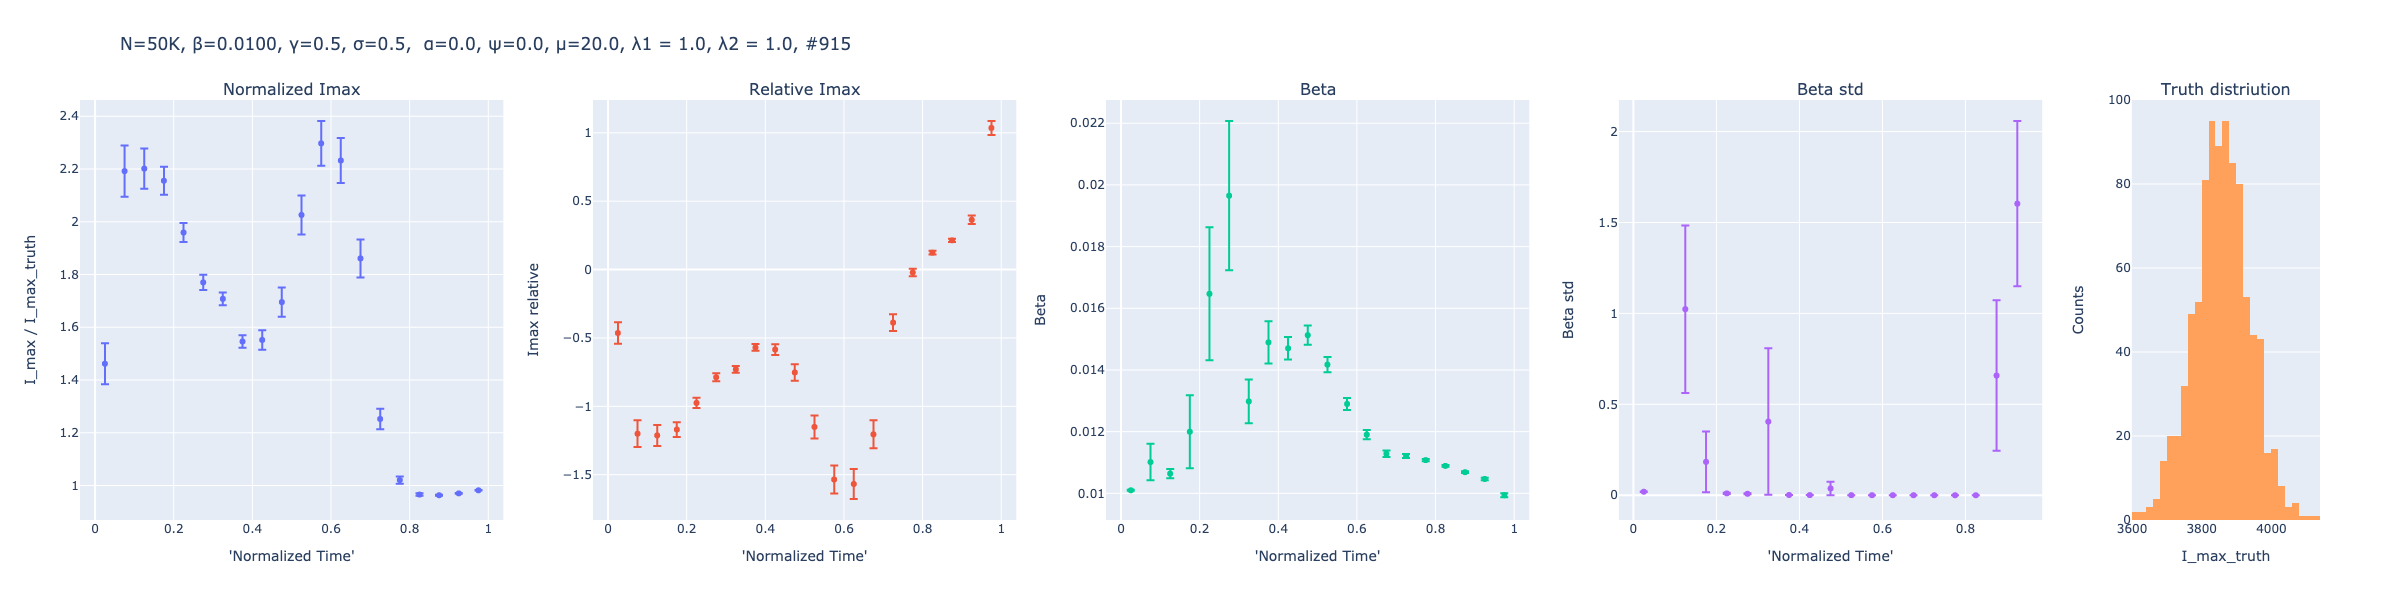 N=50K, β=0.0100, γ=0.5, σ=0.5,  α=0.0, ψ=0.0, μ=20.0, λ1 = 1.0, λ2 = 1.0, #915
Normalized Imax
I_max / I_max_truth
2.4
2.2
2
1.8
1.6
1.4
1.2
1
0 0.2 0.4 0.6 0.8 1
'Normalized Time'
Relative Imax
Imax relative
1
0.5
0
−0.5
−1
−1.5
0 0.2 0.4 0.6 0.8 1
'Normalized Time'
Beta
Beta
0.022
0.02
0.018
0.016
0.014
0.012
0.01
0 0.2 0.4 0.6 0.8 1
'Normalized Time'
Beta std
Beta std
2
1.5
1
0.5
0
0 0.2 0.4 0.6 0.8
'Normalized Time'
Truth distriution
Counts
100
80
60
40
20
0
3600 3800 4000
I_max_truth